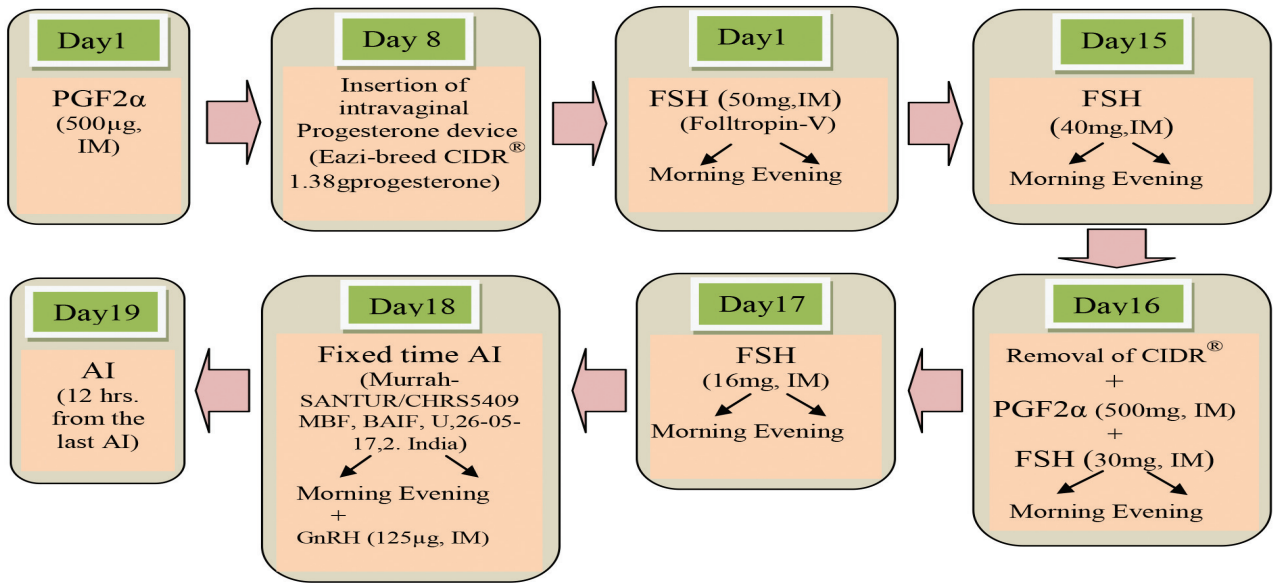 Day1
PGF2α
(500µg,
IM)
Day 8
Insertion of
intravaginal
Progesterone device
(Eazi-breed CIDR®
1.38gprogesterone)
Day1
FSH (50mg,IM)
(Folltropin-V)
Morning Evening
Day15
FSH
(40mg,IM)
Morning Evening
Day16
Removal of CIDR®
+
PGF2α (500mg, IM)
+
FSH (30mg, IM)
Morning Evening
Day17
FSH
(16mg, IM)
Morning Evening
Day18
Fixed time AI
(Murrah-
SANTUR/CHRS5409
MBF, BAIF, U,26-05-
17,2. India)
Morning Evening
+
GnRH (125µg, IM)
Day19
AI
(12 hrs.
from the
last AI)